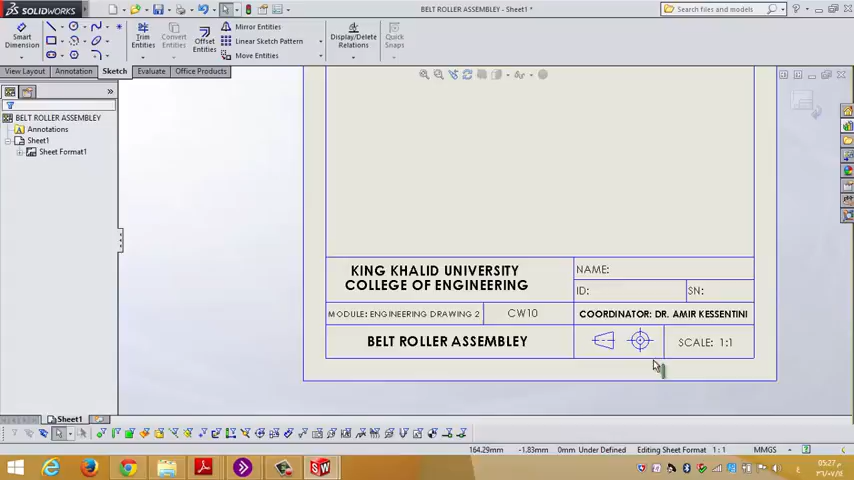 SOLIDWORKS
BELT ROLLER ASSEMBLEY - Sheet1 *
Search files and models
Smart Dimension
Trim Entities
Convert Entities
Offset Entities
Mirror Entities
Linear Sketch Pattern
Move Entities
Display/Delete Relations
Quick Snaps
View Layout
Annotation
Sketch
Evaluate
Office Products
BELT ROLLER ASSEMBLEY
Annotations
Sheet1
Sheet Format1
KING KHALID UNIVERSITY
COLLEGE OF ENGINEERING
NAME:
ID:
SN:
MODULE: ENGINEERING DRAWING 2
CW10
COORDINATOR: DR. AMIR KESSENTINI
BELT ROLLER ASSEMBLEY
SCALE: 1:1
Sheet1
164.29mm
-1.83mm
0mm
Under Defined
Editing Sheet Format
1 : 1
MMGS
05:27 م